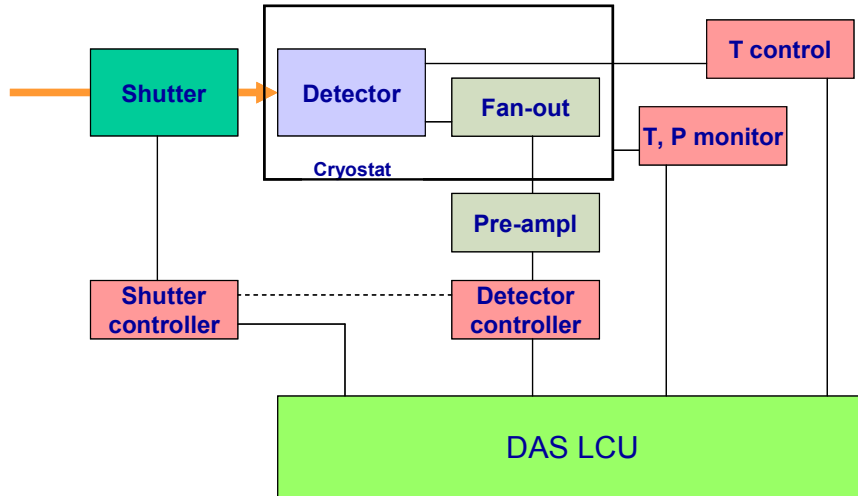 T control
Shutter
Detector
Fan-out
T, P monitor
Cryostat
Pre-ampl
Shutter
controller
Detector
controller
DAS LCU